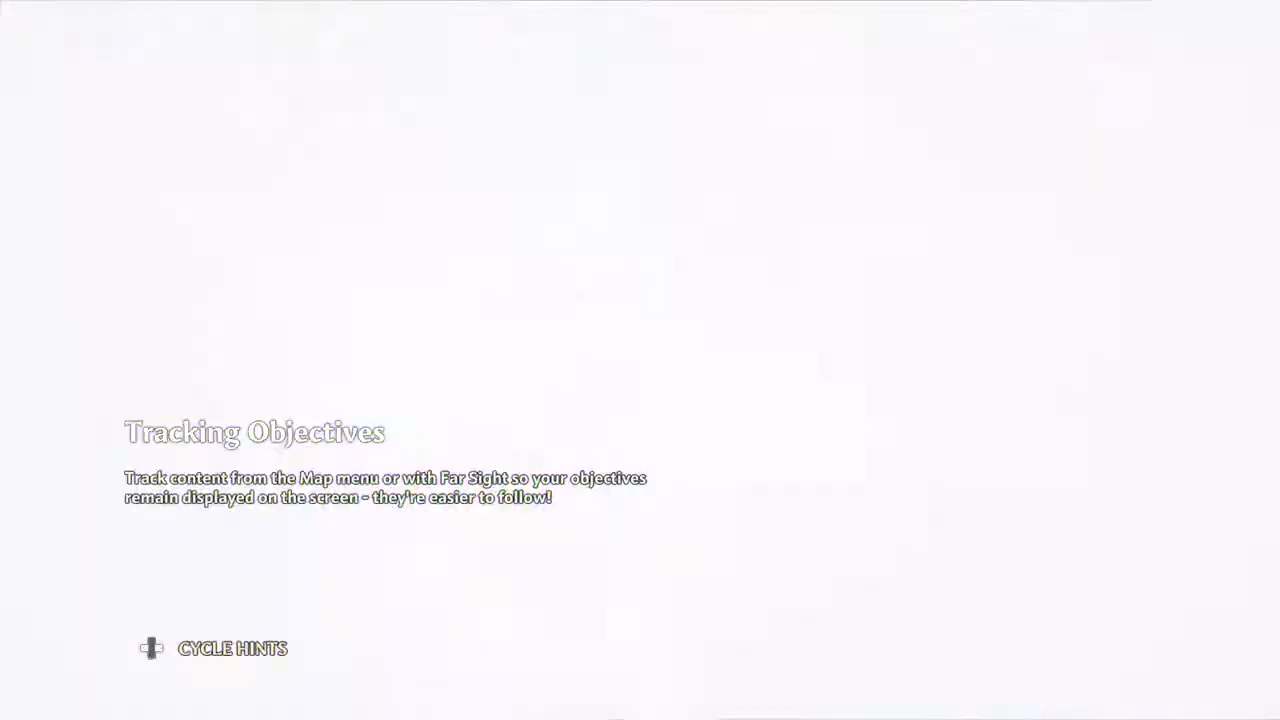 Tracking Objectives
Track content from the Map menu or with Far Sight so your objectives
remain displayed on the screen - they're easier to follow!
CYCLE HINTS